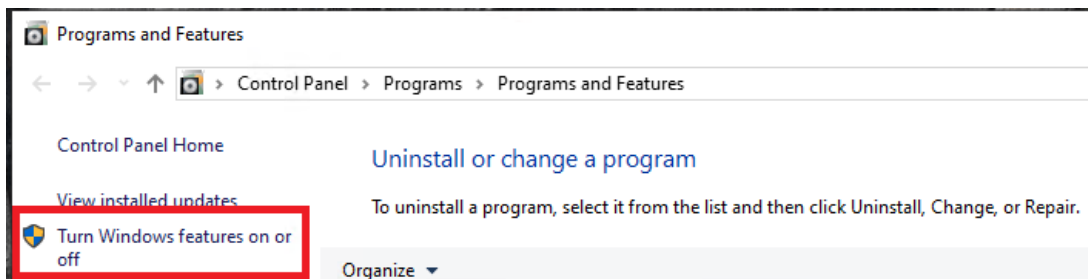 Programs and Features
Control Panel > Programs > Programs and Features
Control Panel Home
Uninstall or change a program
View installed updates
To uninstall a program, select it from the list and then click Uninstall, Change, or Repair.
Turn Windows features on or
off
Organize